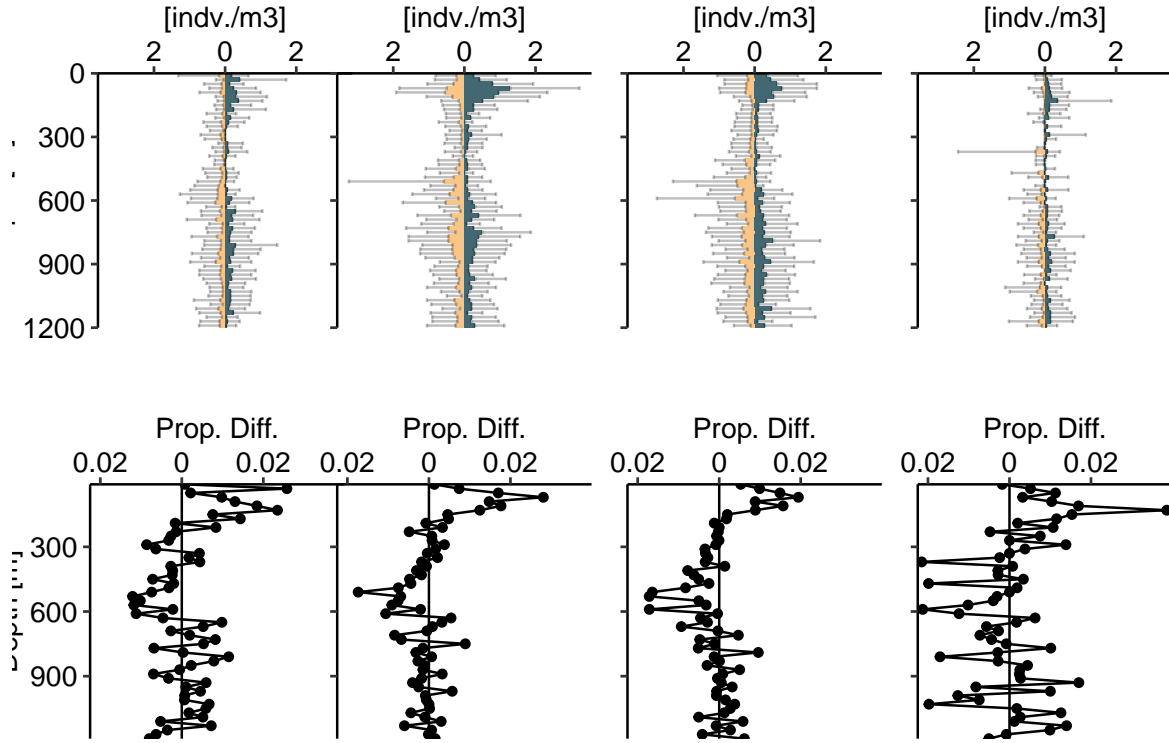 [indv./m3] [indv./m3] [indv./m3] [indv./m3]
2 0 2 2 0 2 2 0 2 2 0 2
0
300
600
900
1200
Prop. Diff. Prop. Diff. Prop. Diff. Prop. Diff.
0.02 0 0.02 0.02 0 0.02 0.02 0 0.02 0.02 0 0.02
300
600
900